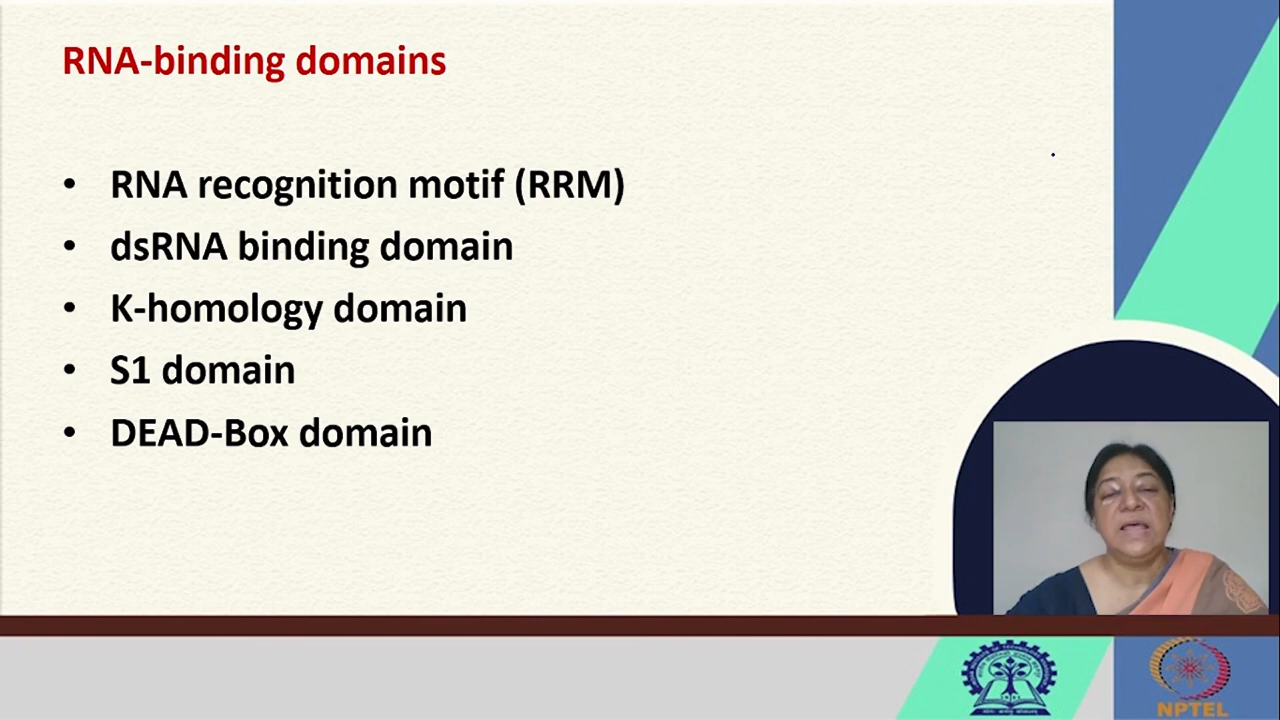 RNA-binding domains
• RNA recognition motif (RRM)
• dsRNA binding domain
• K-homology domain
• S1 domain
• DEAD-Box domain
NPTEL